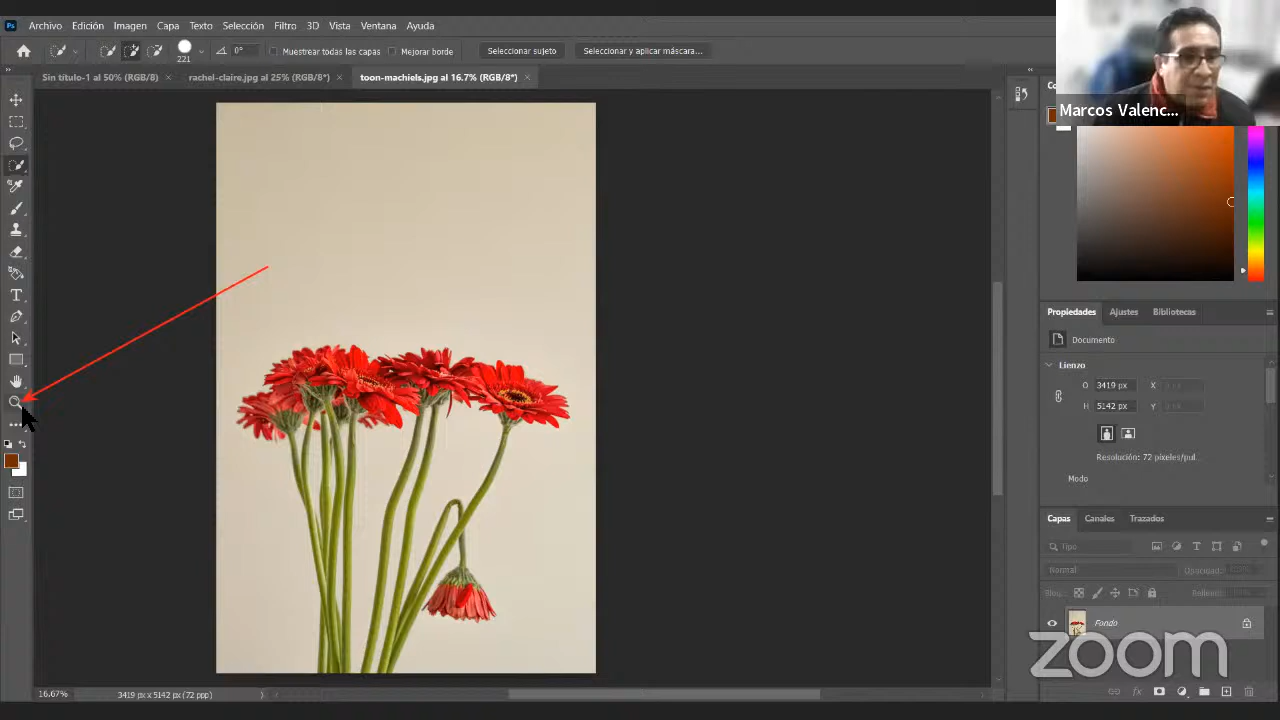 Ps Archivo Edición Imagen Capa Texto Selección Filtro 3D Vista Ventana Ayuda
221 0° Muestrear todas las capas Mejorar borde Seleccionar sujeto Seleccionar y aplicar máscara...
Sin título-1 al 50% (RGB/8) × rachel-claire.jpg al 25% (RGB/8*) × toon-machiels.jpg al 16.7% (RGB/8*) ×
Marcos Valenc...
Propiedades Ajustes Bibliotecas
Documento
Lienzo
O 3419 px X
H 5142 px Y
Resolución: 72 píxeles/pul...
Modo
Capas Canales Trazados
Tipo
Normal Opacidad:
Bloq.: Relleno:
Fondo
zoom
16.67% 3419 px x 5142 px (72 ppp)